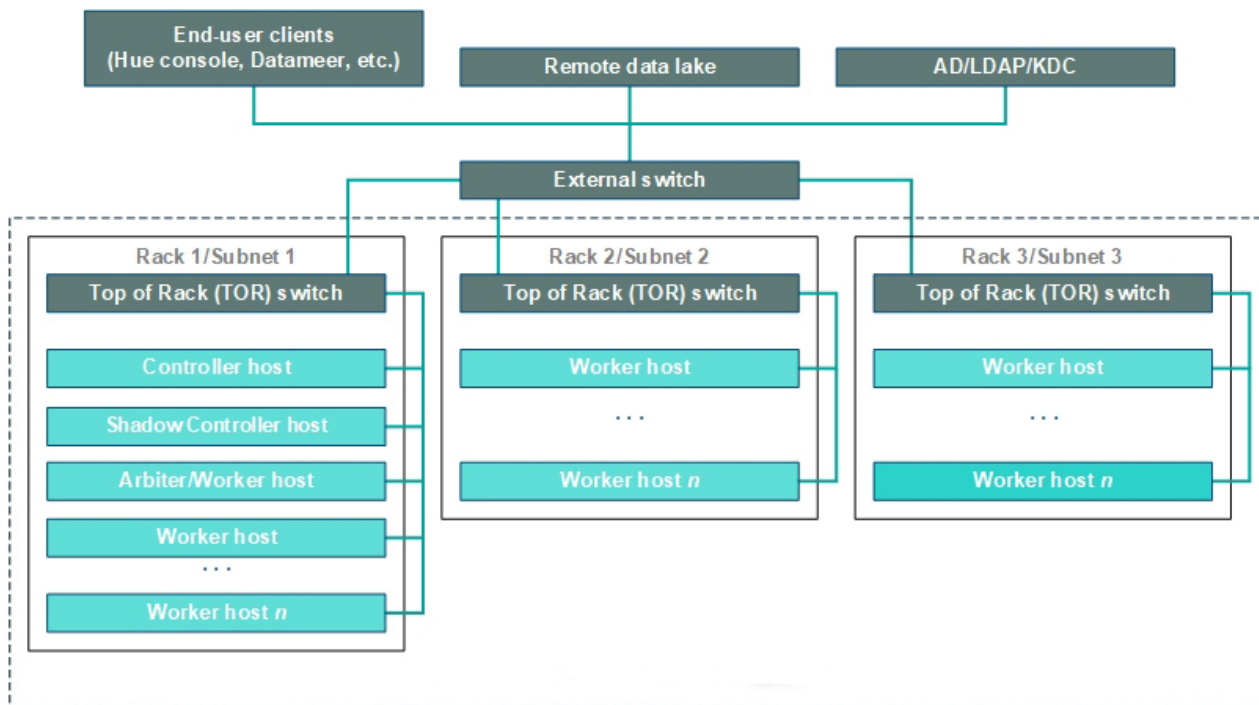 End-user clients
(Hue console, Datameer, etc.)
Remote data lake
AD/LDAP/KDC
External switch
Rack 1/Subnet 1
Top of Rack (TOR) switch
Controller host
Shadow Controller host
Arbiter/Worker host
Worker host
...
Worker host n
Rack 2/Subnet 2
Top of Rack (TOR) switch
Worker host
...
Worker host n
Rack 3/Subnet 3
Top of Rack (TOR) switch
Worker host
...
Worker host n